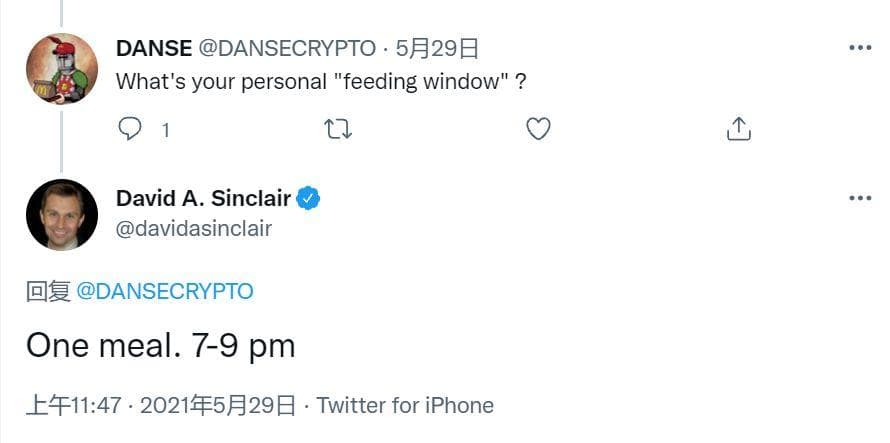 DANSE @DANSECRYPTO · 5月29日
What's your personal "feeding window" ?
1
David A. Sinclair
@davidasinclair
回复 @DANSECRYPTO
One meal. 7-9 pm
上午11:47 · 2021年5月29日 · Twitter for iPhone